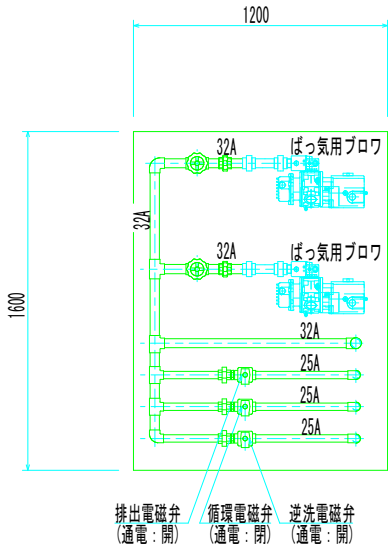 1200
32A
ばっ気用ブロワ
32A
32A
ばっ気用ブロワ
1600
32A
25A
25A
25A
排出電磁弁
(通電:開)
循環電磁弁
(通電:閉)
逆洗電磁弁
(通電:開)